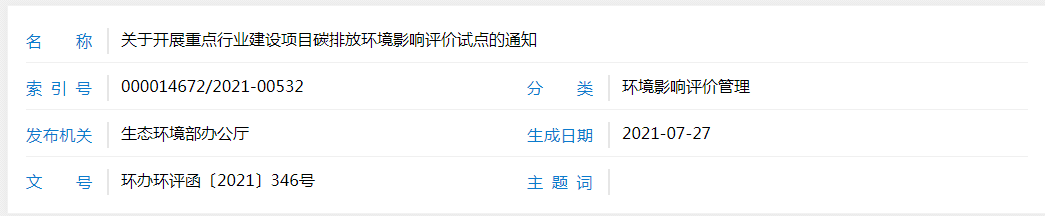 名 称 关于开展重点行业建设项目碳排放环境影响评价试点的通知
索 引 号 000014672/2021-00532 分 类 环境影响评价管理
发布机关 生态环境部办公厅 生成日期 2021-07-27
文 号 环办环评函〔2021〕346号 主 题 词